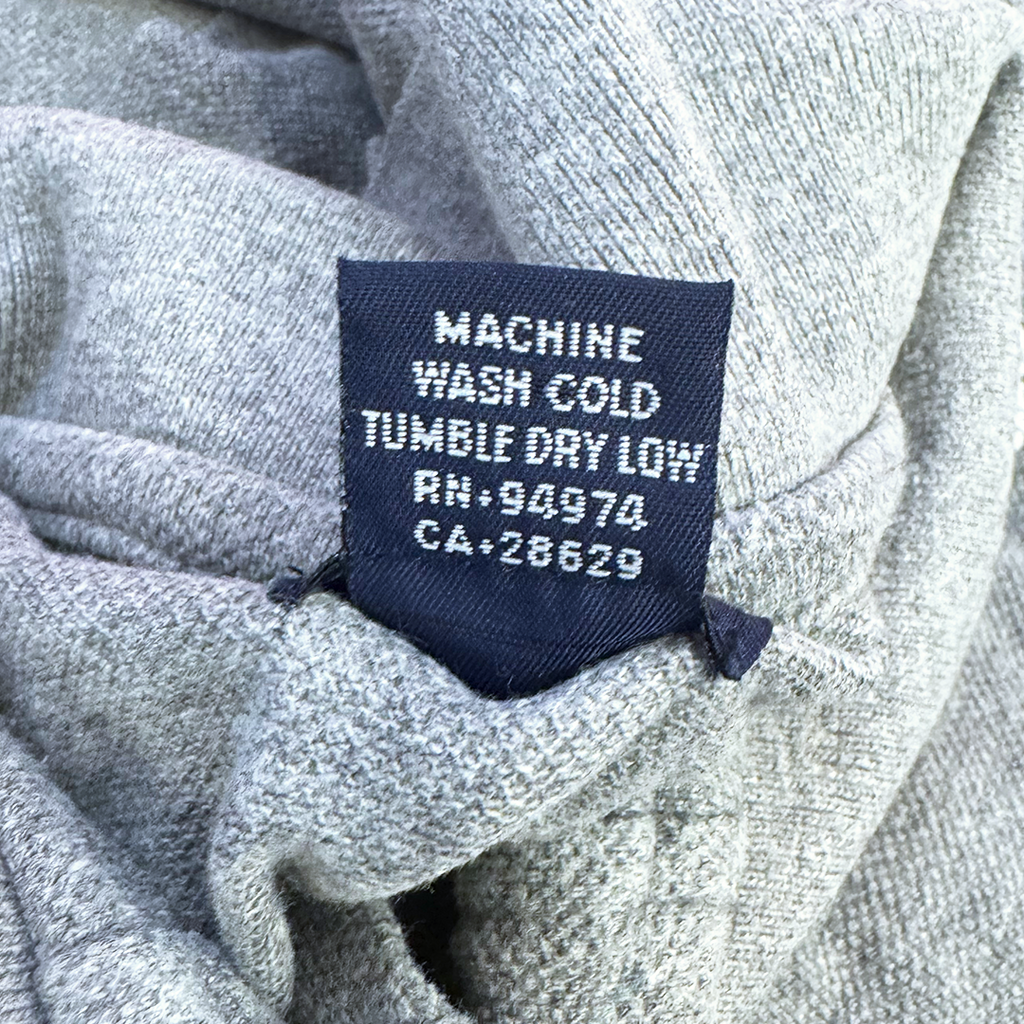 MACHINE
WASH COLD
TUMBLE DRY LOW
RN•94974
CA•28629